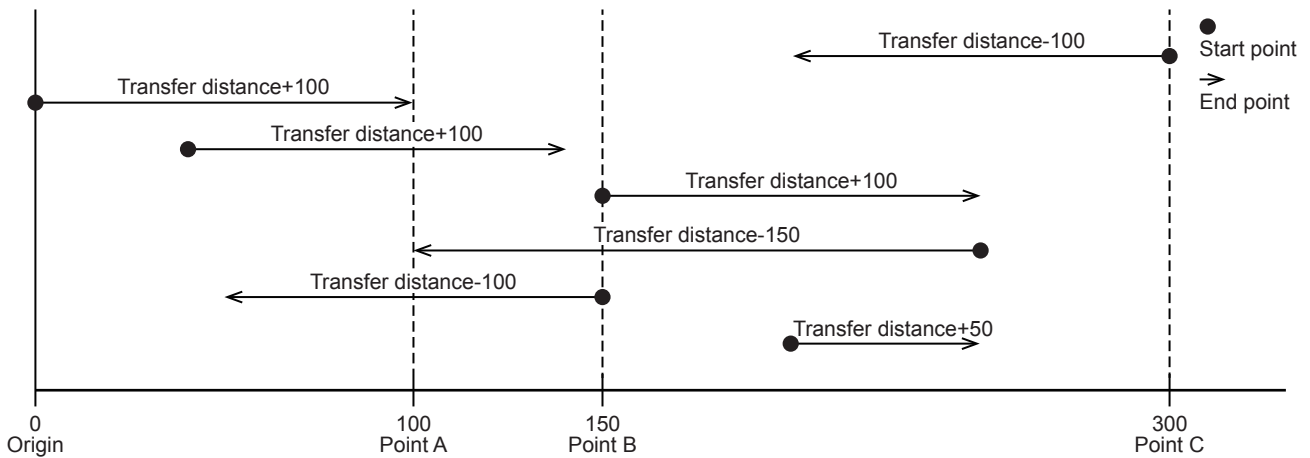 Transfer distance-100
Start point
End point
Transfer distance+100
Transfer distance+100
Transfer distance+100
Transfer distance-150
Transfer distance-100
Transfer distance+50
0 100 150 300
Origin Point A Point B Point C